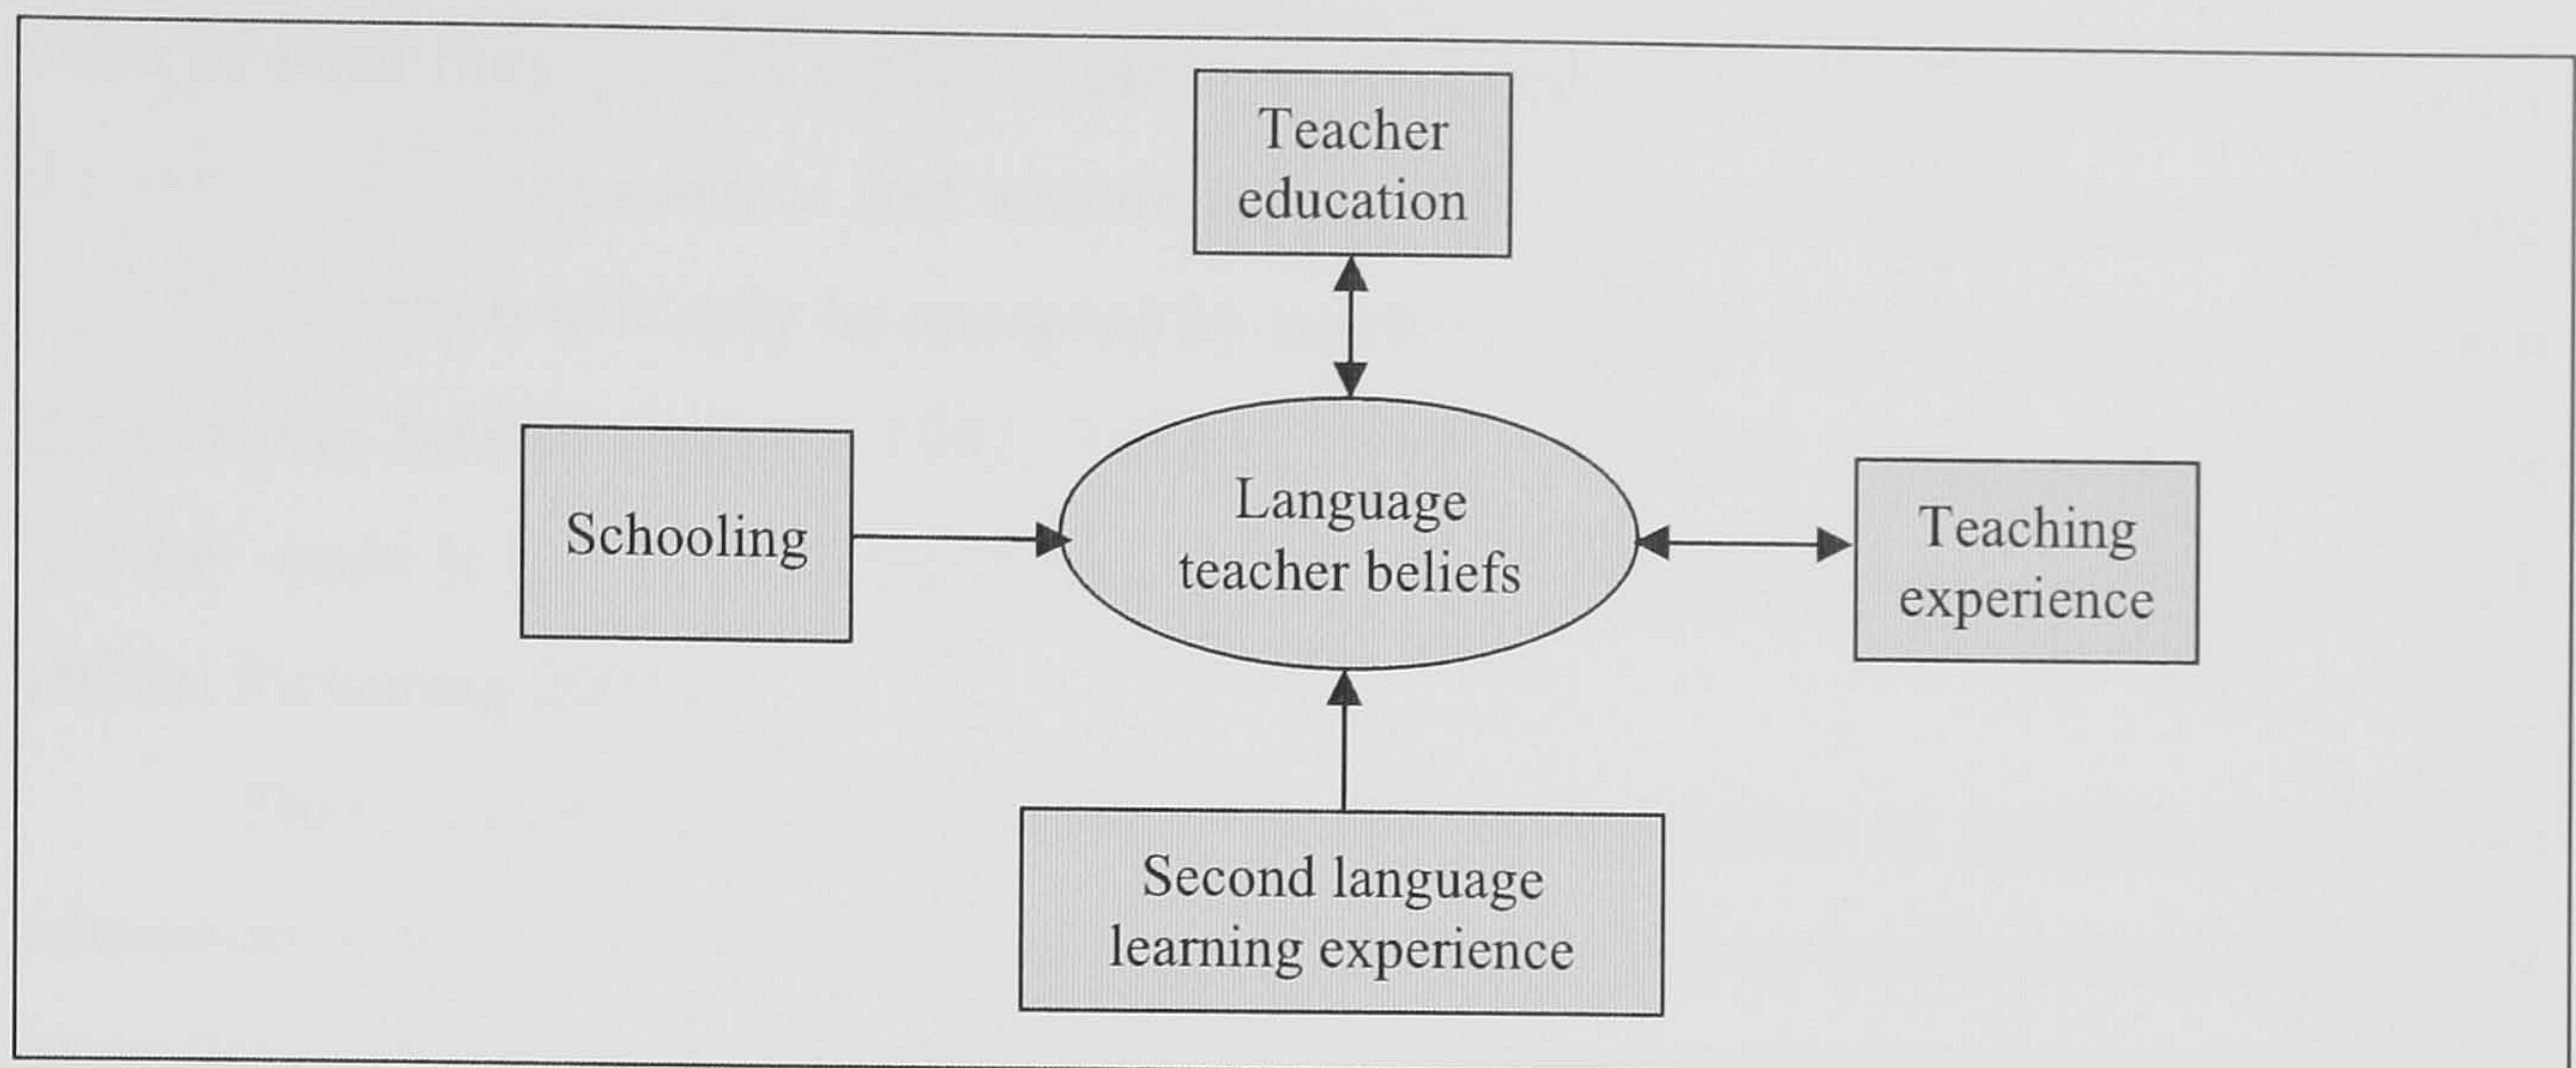 Teacher
education
Schooling
Language
teacher beliefs
Teaching
experience
Second language
learning experience